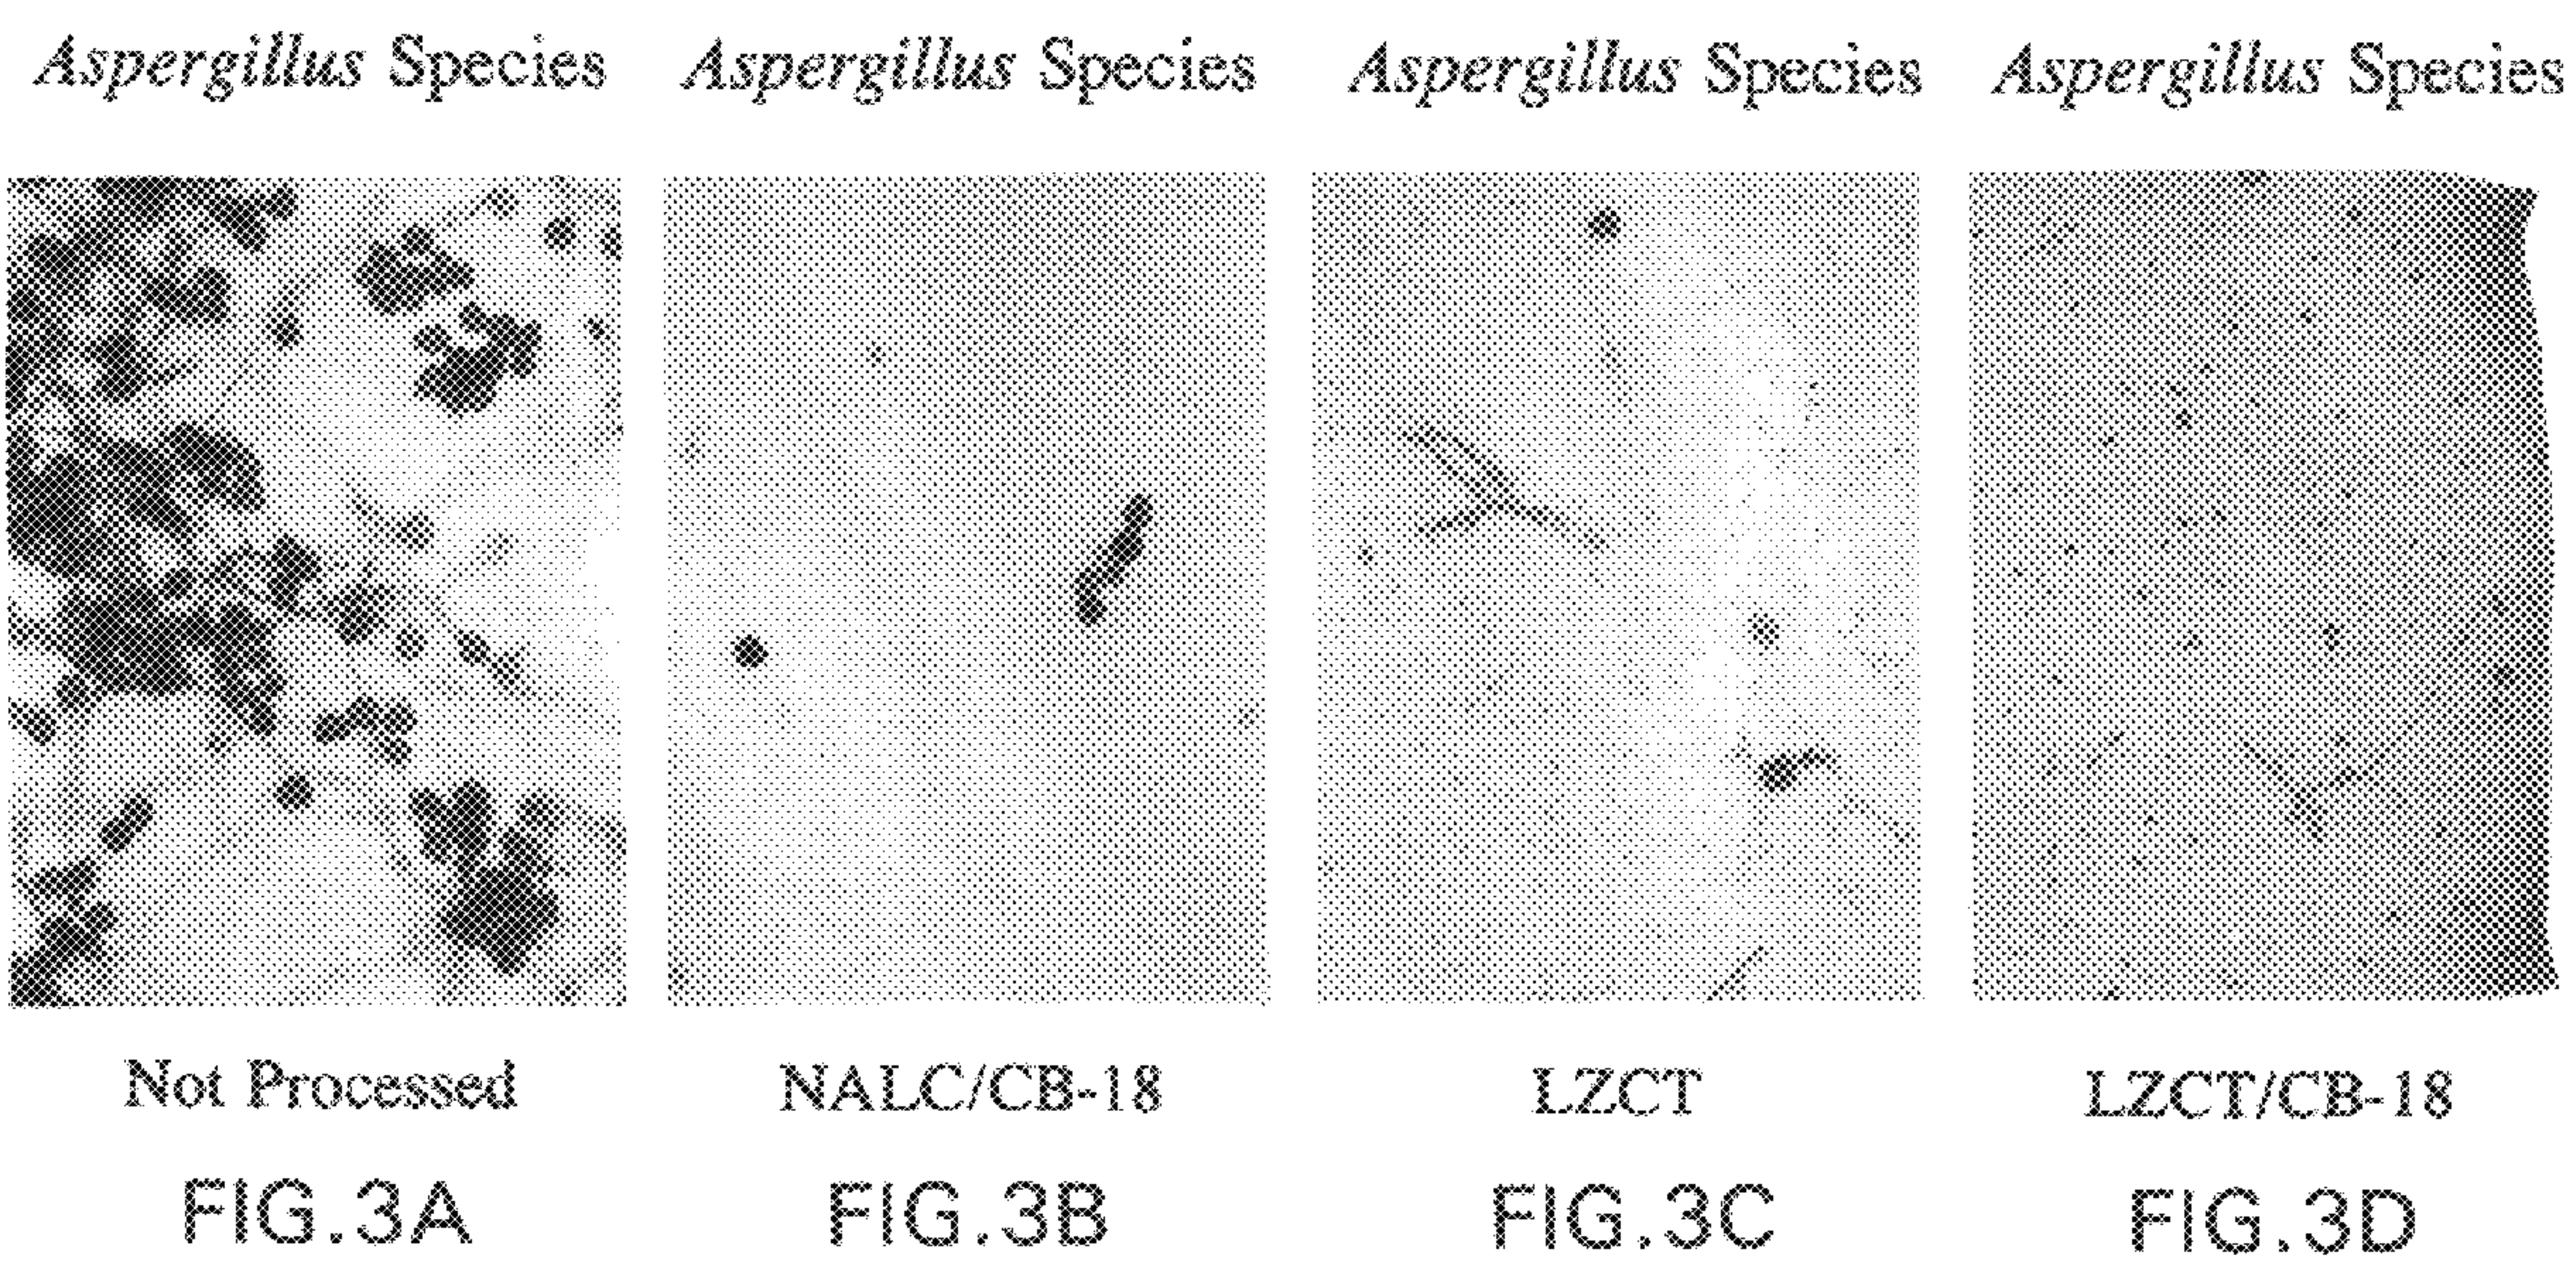 Aspergillus Species Aspergillus Species Aspergillus Species Aspergillus Species
Not Processed NALC/CB-18 LZCT LZCT/CB-18
FIG.3A FIG.3B FIG.3C FIG.3D